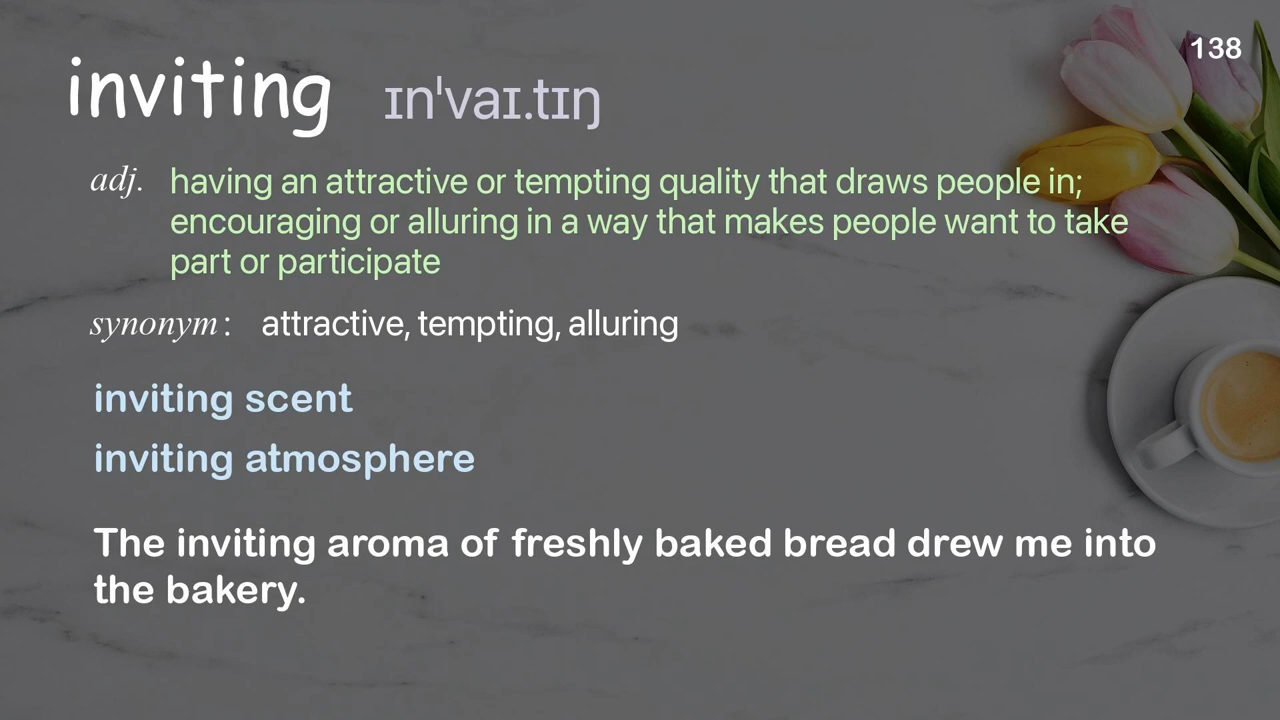 138
inviting ɪnˈvaɪ.tɪŋ
adj. having an attractive or tempting quality that draws people in;
encouraging or alluring in a way that makes people want to take
part or participate
synonym: attractive, tempting, alluring
inviting scent
inviting atmosphere
The inviting aroma of freshly baked bread drew me into
the bakery.